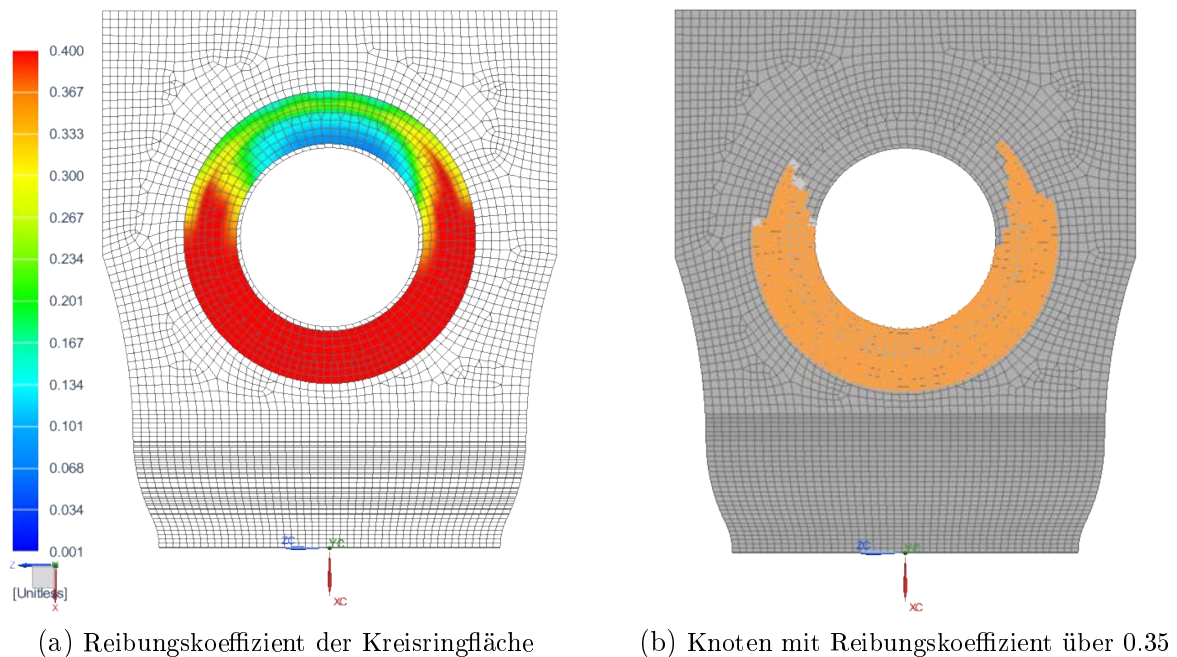 0.400
0.367
0.333
0.300
0.267
0.234
0.201
0.167
0.134
0.101
0.068
0.034
0.001
Z
X
[Unitless]
ZC
YC
XC
ZC
YC
XC
(a) Reibungskoeffizient der Kreisringfläche
(b) Knoten mit Reibungskoeffizient über 0.35